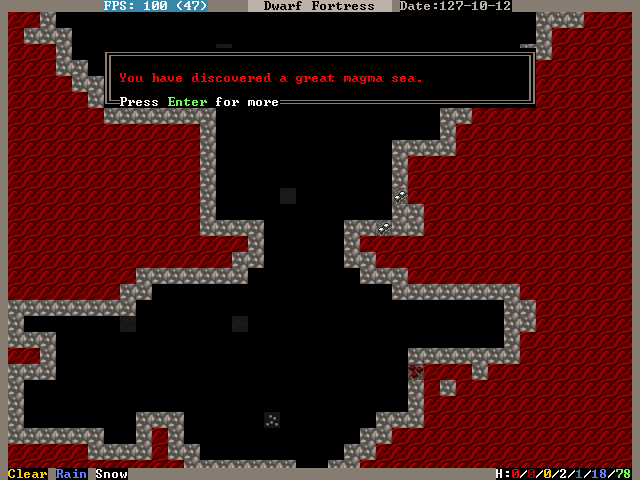 FPS: 100 (47) Dwarf Fortress Date:127-10-12
You have discovered a great magma sea.
Press Enter for more
Clear Rain Snow H:0/0/0/2/1/18/78